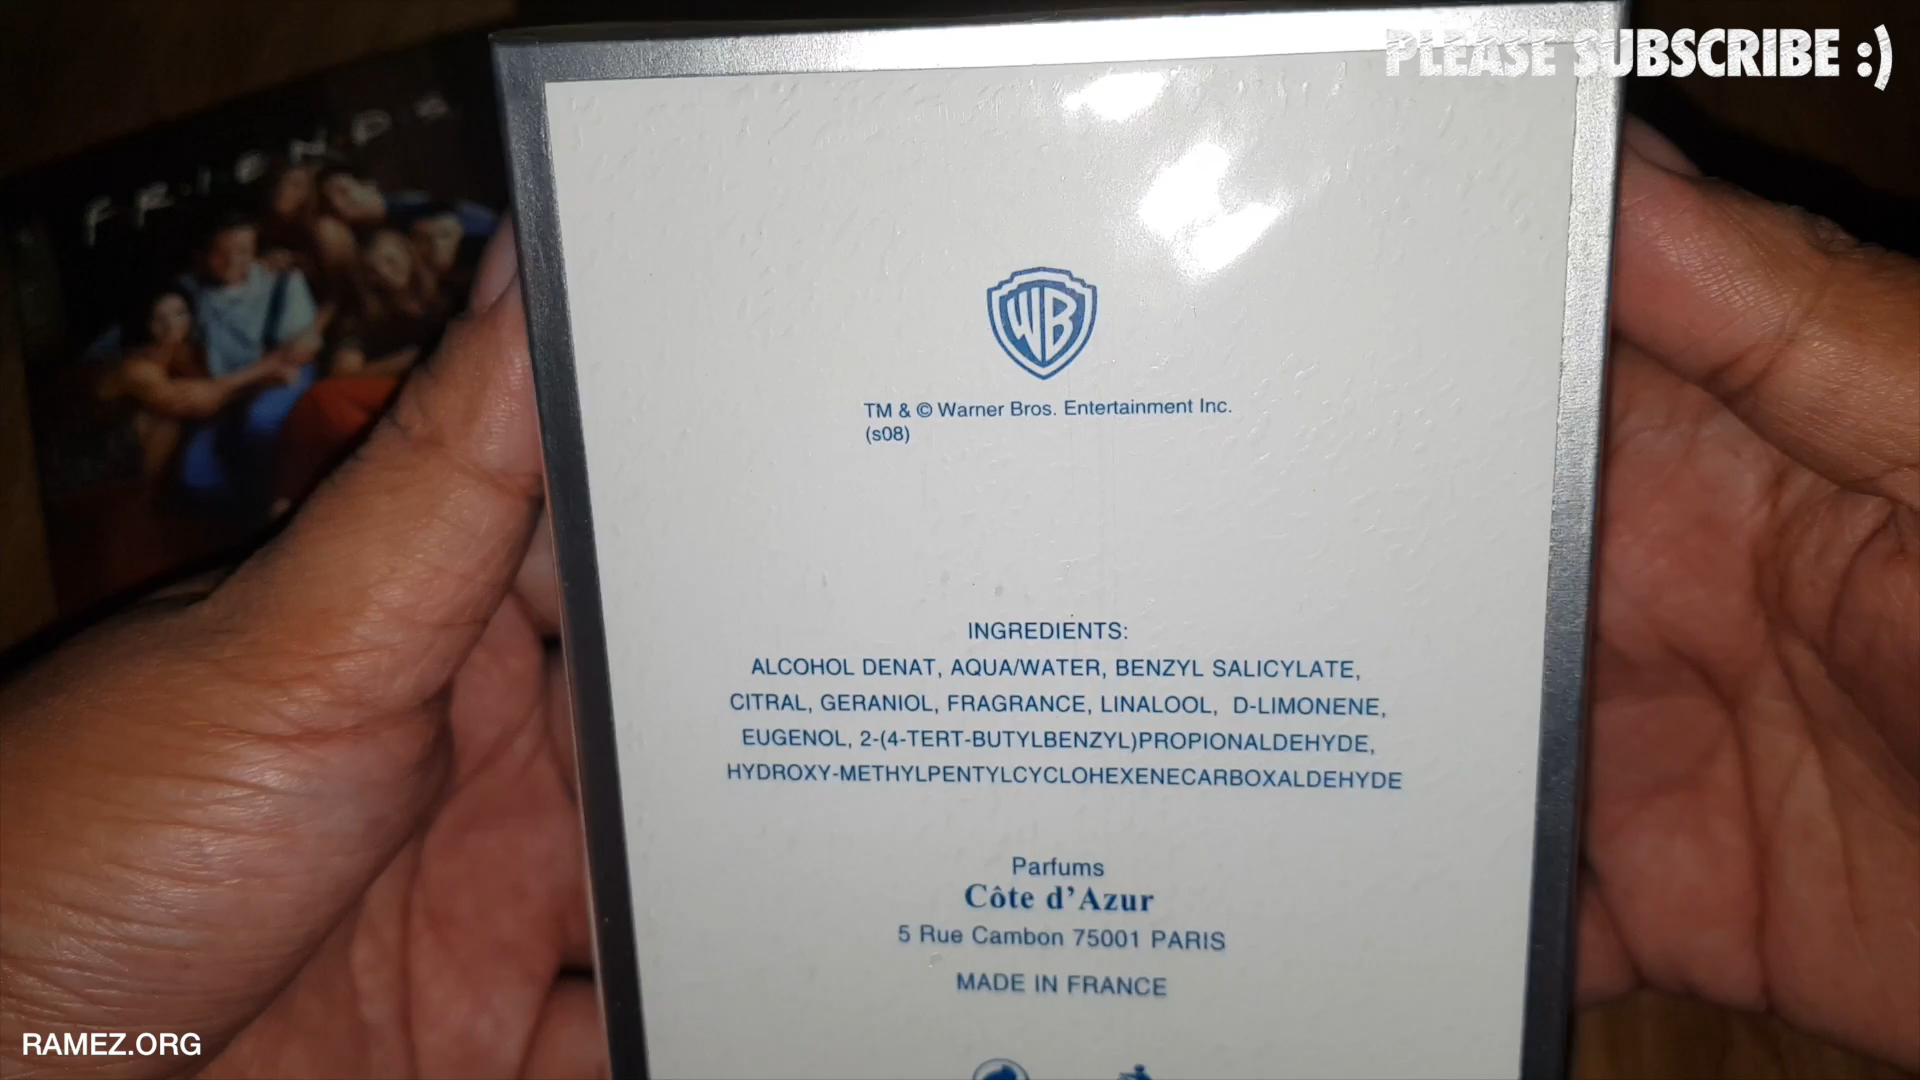 PLEASE SUBSCRIBE :)
FRIENDS
WB
TM & © Warner Bros. Entertainment Inc.
(s08)
INGREDIENTS:
ALCOHOL DENAT, AQUA/WATER, BENZYL SALICYLATE,
CITRAL, GERANIOL, FRAGRANCE, LINALOOL, D-LIMONENE,
EUGENOL, 2-(4-TERT-BUTYLBENZYL)PROPIONALDEHYDE,
HYDROXY-METHYLPENTYLCYCLOHEXENECARBOXALDEHYDE
Parfums
Côte d'Azur
5 Rue Cambon 75001 PARIS
MADE IN FRANCE
RAMEZ.ORG